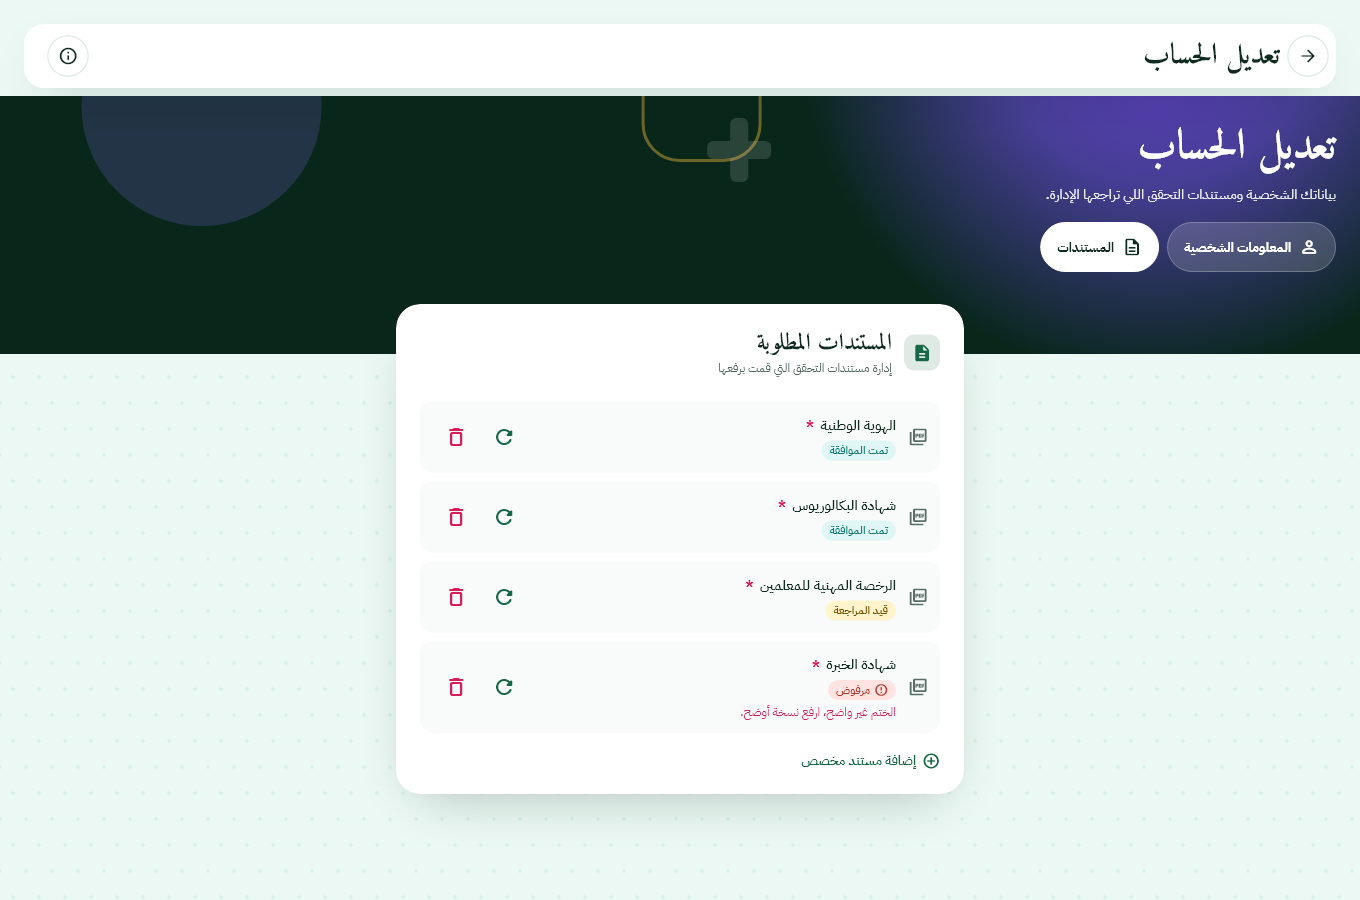 تعديل الحساب
تعديل الحساب
بياناتك الشخصية ومستندات التحقق اللي تراجعها الإدارة.
المعلومات الشخصية
المستندات
المستندات المطلوبة
إدارة مستندات التحقق التي قمت برفعها
الهوية الوطنية *
تمت الموافقة
شهادة البكالوريوس *
تمت الموافقة
الرخصة المهنية للمعلمين *
قيد المراجعة
شهادة الخبرة *
مرفوض
الختم غير واضح، ارفع نسخة أوضح.
إضافة مستند مخصص